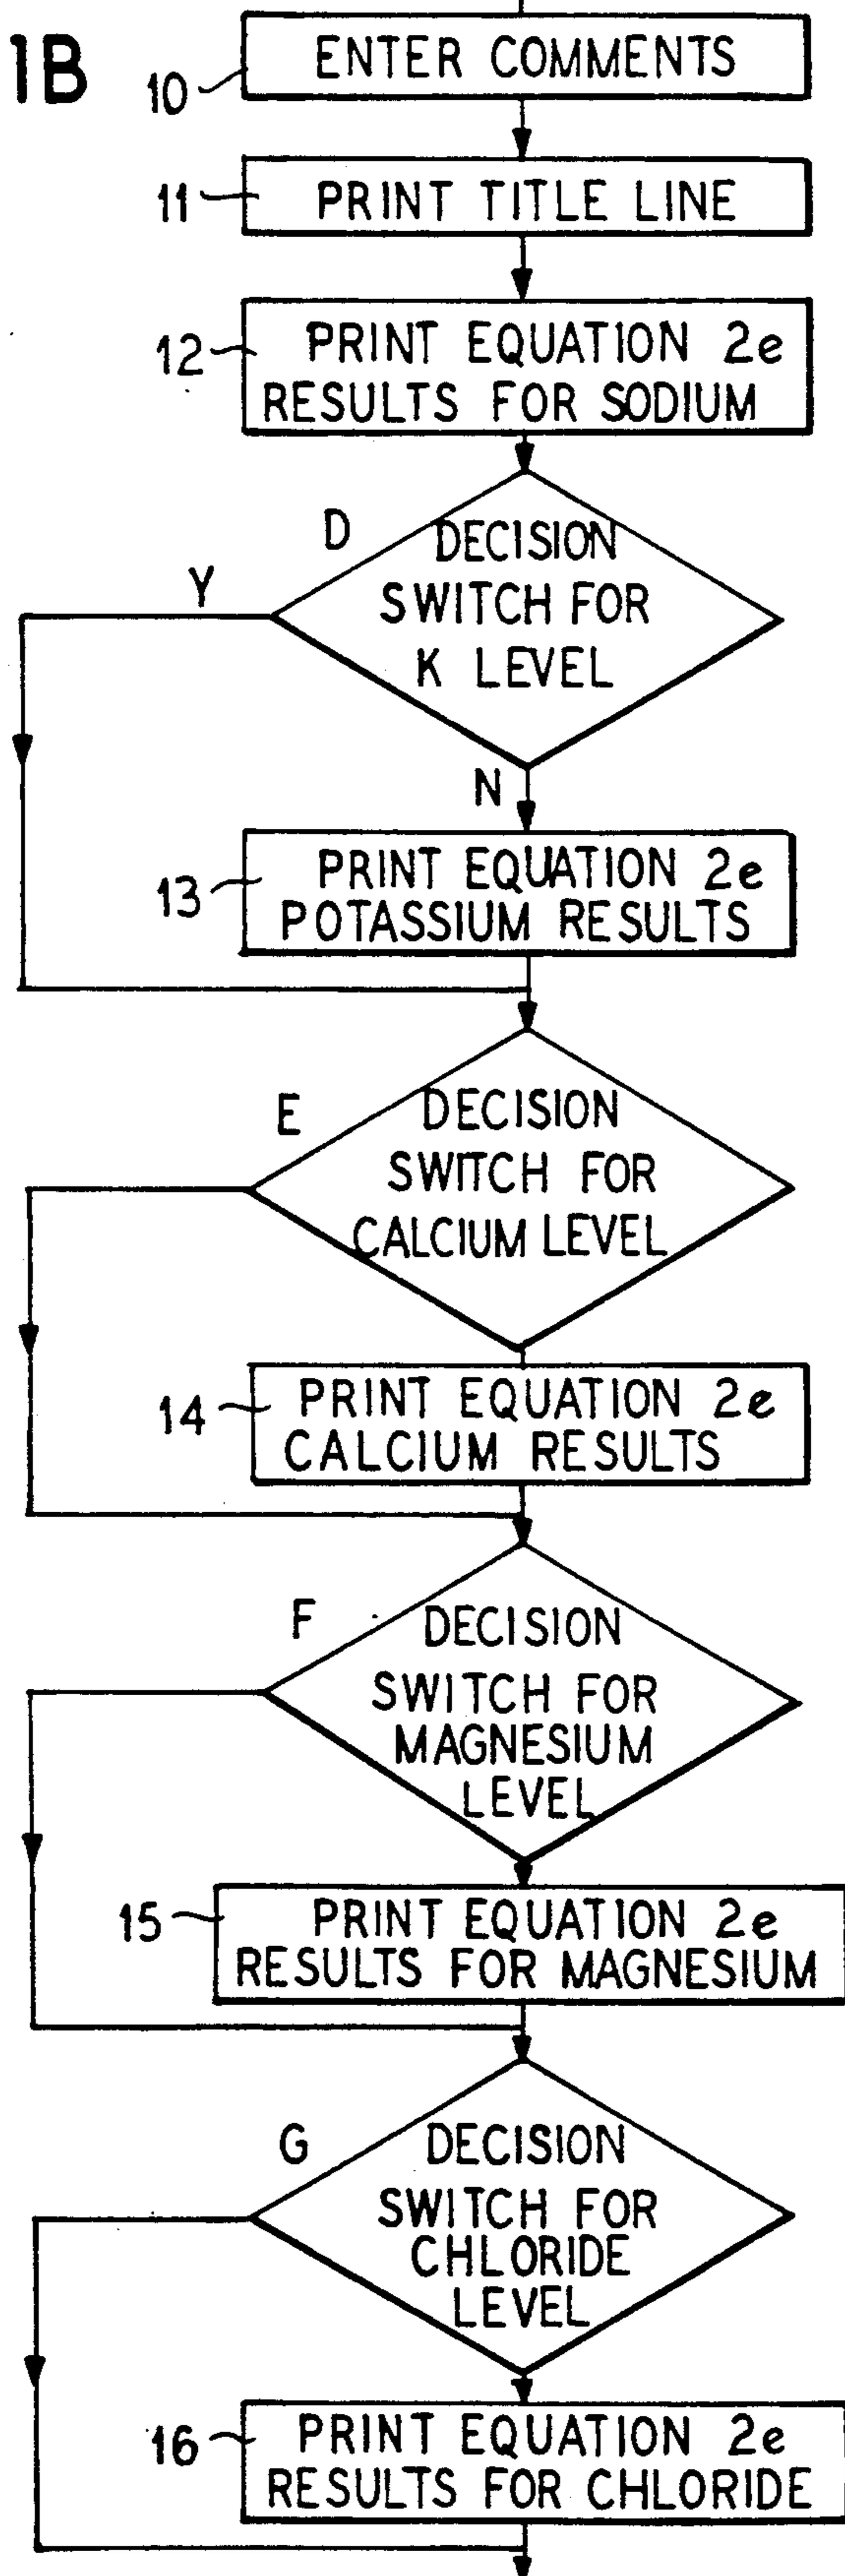 1B
10
ENTER COMMENTS
11
PRINT TITLE LINE
12
PRINT EQUATION 2e
RESULTS FOR SODIUM
D
DECISION
SWITCH FOR
K LEVEL
Y
N
13
PRINT EQUATION 2e
POTASSIUM RESULTS
E
DECISION
SWITCH FOR
CALCIUM LEVEL
14
PRINT EQUATION 2e
CALCIUM RESULTS
F
DECISION
SWITCH FOR
MAGNESIUM
LEVEL
15
PRINT EQUATION 2e
RESULTS FOR MAGNESIUM
G
DECISION
SWITCH FOR
CHLORIDE
LEVEL
16
PRINT EQUATION 2e
RESULTS FOR CHLORIDE